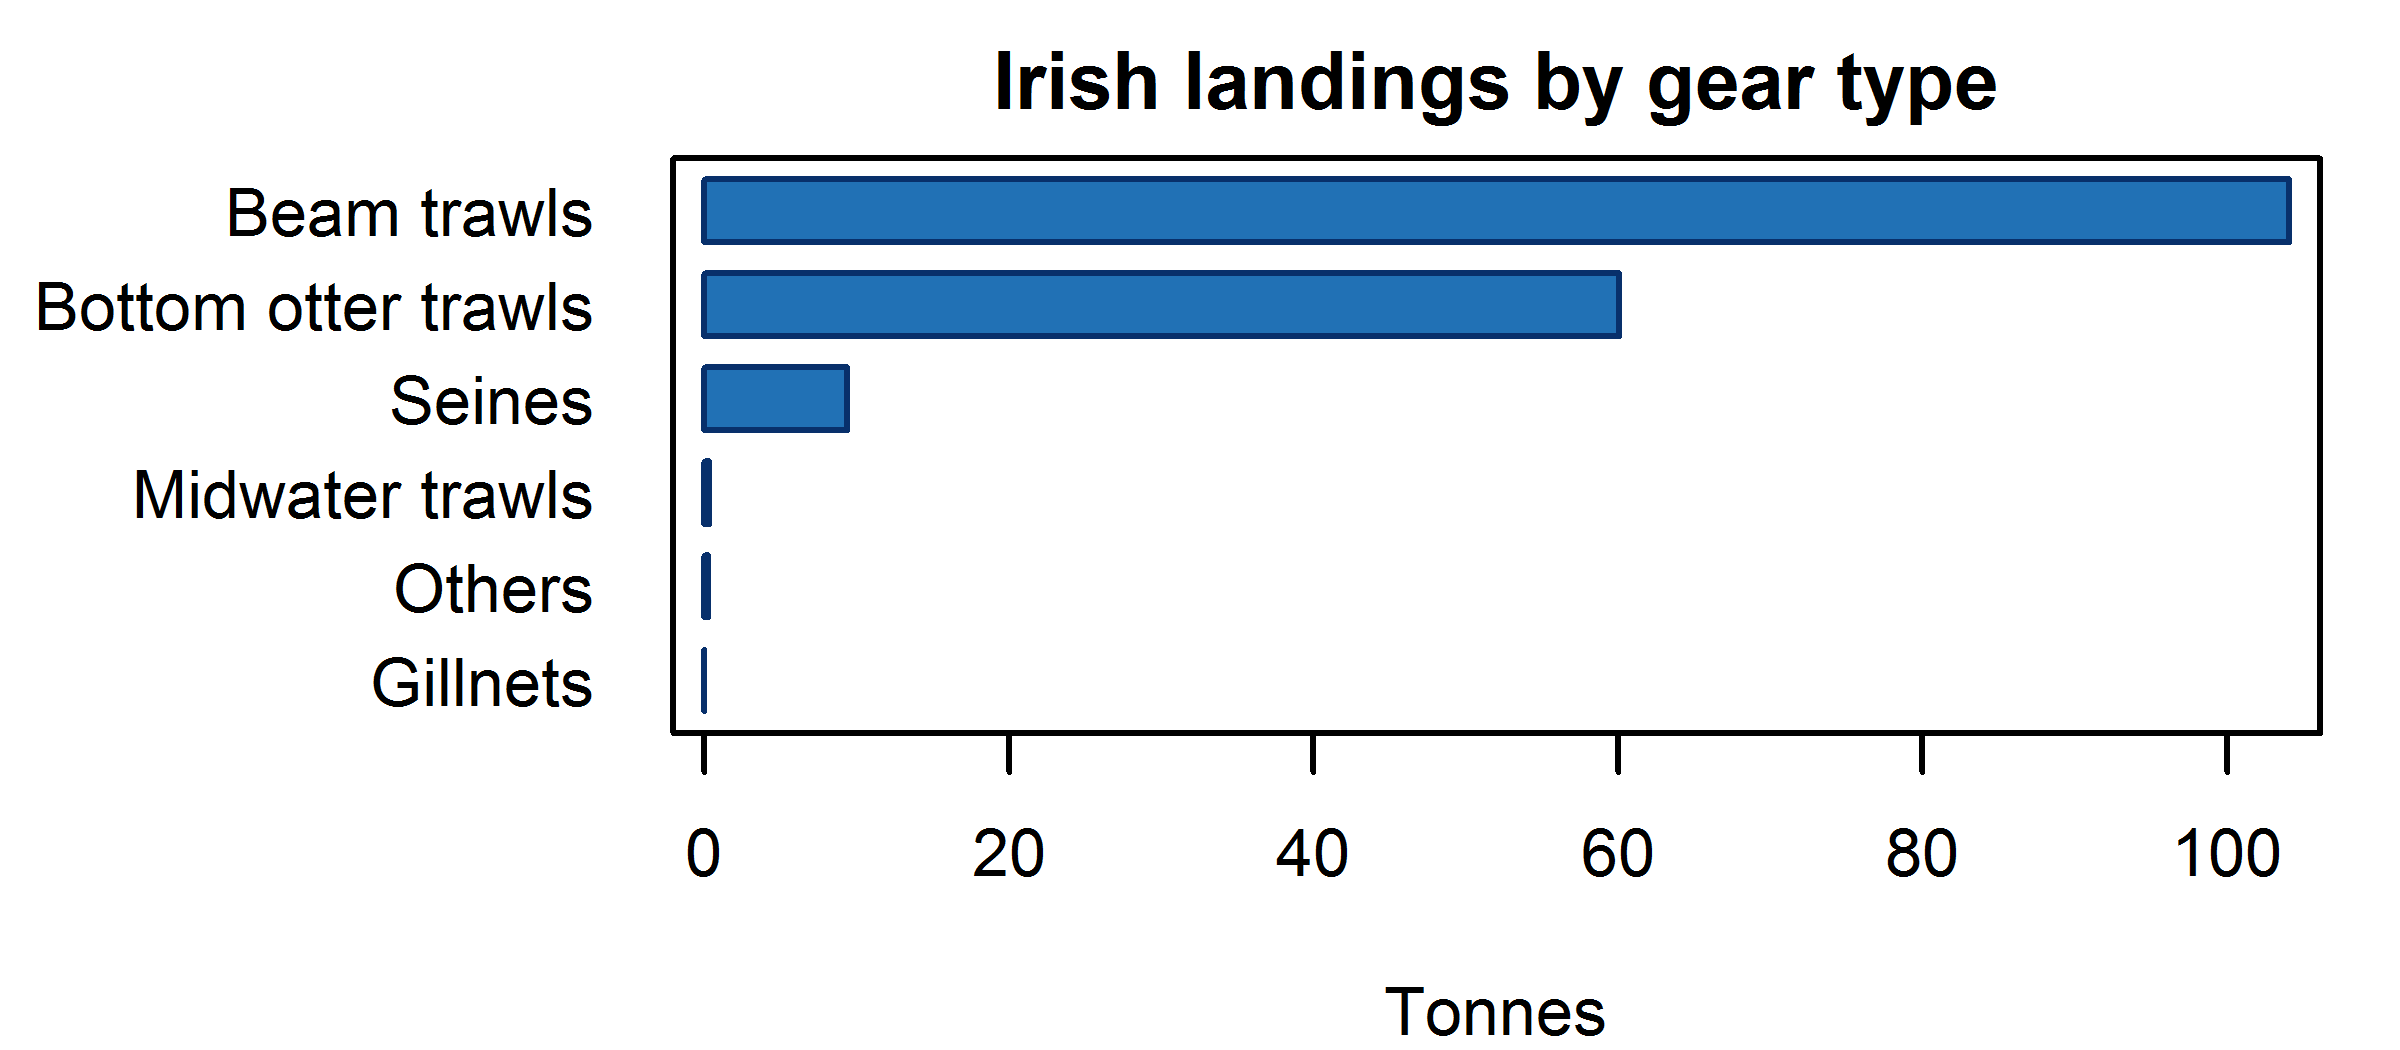 Irish landings by gear type
Beam trawls
Bottom otter trawls
Seines
Midwater trawls
Others
Gillnets
0 20 40 60 80 100
Tonnes